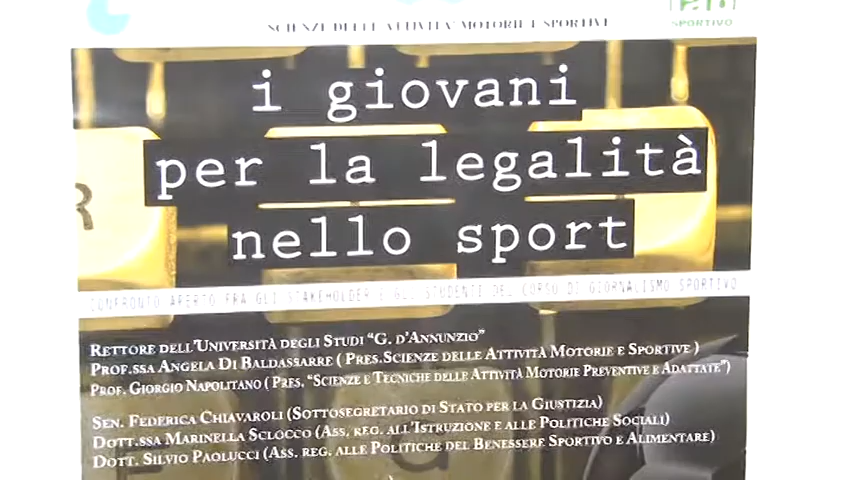 SCIENZE DELLE ATTIVITA' MOTORIE E SPORTIVE
lab
SPORTIVO
i giovani
per la legalità
nello sport
CONFRONTO APERTO FRA GLI STAKEHOLDER E GLI STUDENTI DEL CORSO DI GIORNALISMO SPORTIVO
RETTORE DELL'UNIVERSITÀ DEGLI STUDI "G. D'ANNUNZIO"
PROF.SSA ANGELA DI BALDASSARRE ( PRES.SCIENZE DELLE ATTIVITÀ MOTORIE E SPORTIVE )
PROF. GIORGIO NAPOLITANO ( PRES. "SCIENZE E TECNICHE DELLE ATTIVITÀ MOTORIE PREVENTIVE E ADATTATE")
SEN. FEDERICA CHIAVAROLI (SOTTOSEGRETARIO DI STATO PER LA GIUSTIZIA)
DOTT.SSA MARINELLA SCLOCCO (ASS. REG. ALL'ISTRUZIONE E ALLE POLITICHE SOCIALI)
DOTT. SILVIO PAOLUCCI (ASS. REG. ALLE POLITICHE DEL BENESSERE SPORTIVO E ALIMENTARE)
R
G